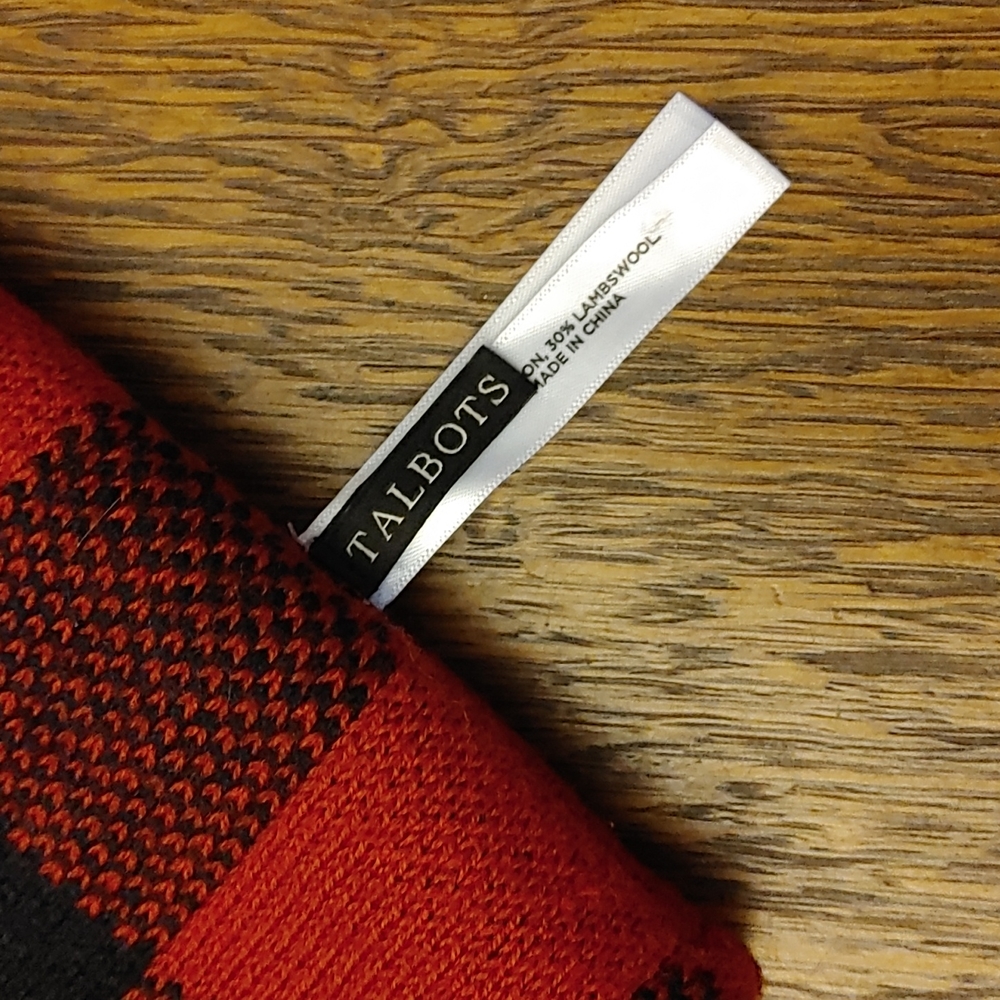 TALBOTS
ON, 30% LAMBSWOOL
MADE IN CHINA